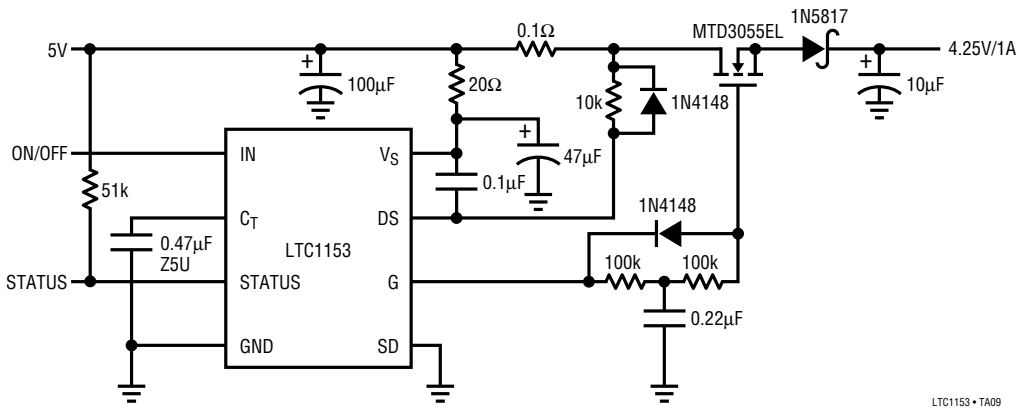 1N5817
MTD3055EL
0.1Ω
5V
4.25V/1A
+
100µF
20Ω
10k
1N4148
+
10µF
ON/OFF
IN
VS
+
47µF
51k
0.1µF
CT
DS
1N4148
0.47µF
Z5U
LTC1153
100k
100k
STATUS
STATUS
G
0.22µF
GND
SD
LTC1153 • TA09